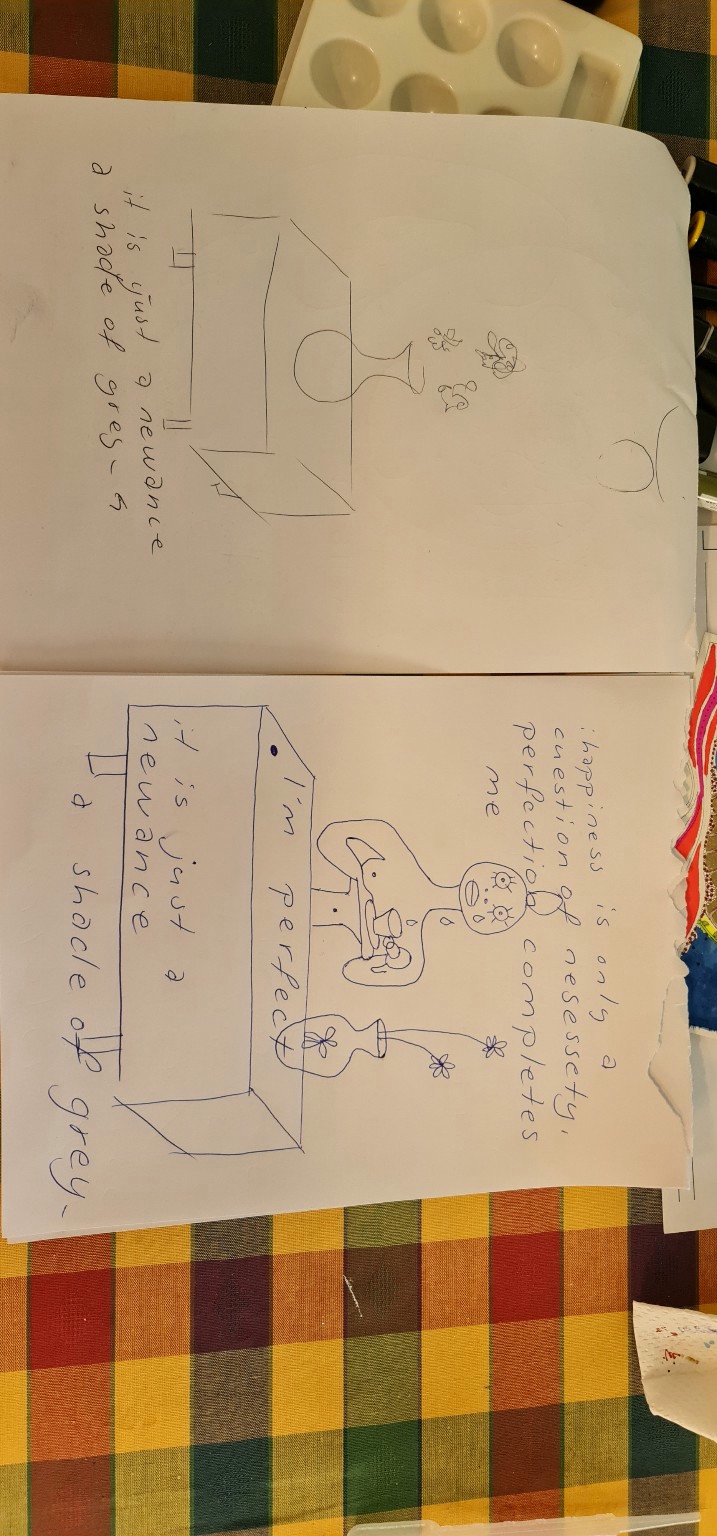 it is just a newance
a shade of grey-
happiness is only a
cuestion of nesessety,
perfection completes
me
I'm perfect
it is just a
newance
a shade of grey-